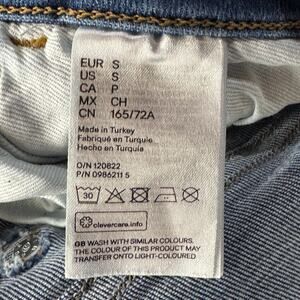 EUR S
US S
CA P
MX CH
CN 165/72A
Made in Turkey
Fabriqué en Turquie
Hecho en Turquía
O/N 120822
P/N 0986211 5
30
clevercare.info
GB WASH WITH SIMILAR COLOURS.
THE COLOUR OF THIS PRODUCT MAY
TRANSFER ONTO LIGHT-COLOURED